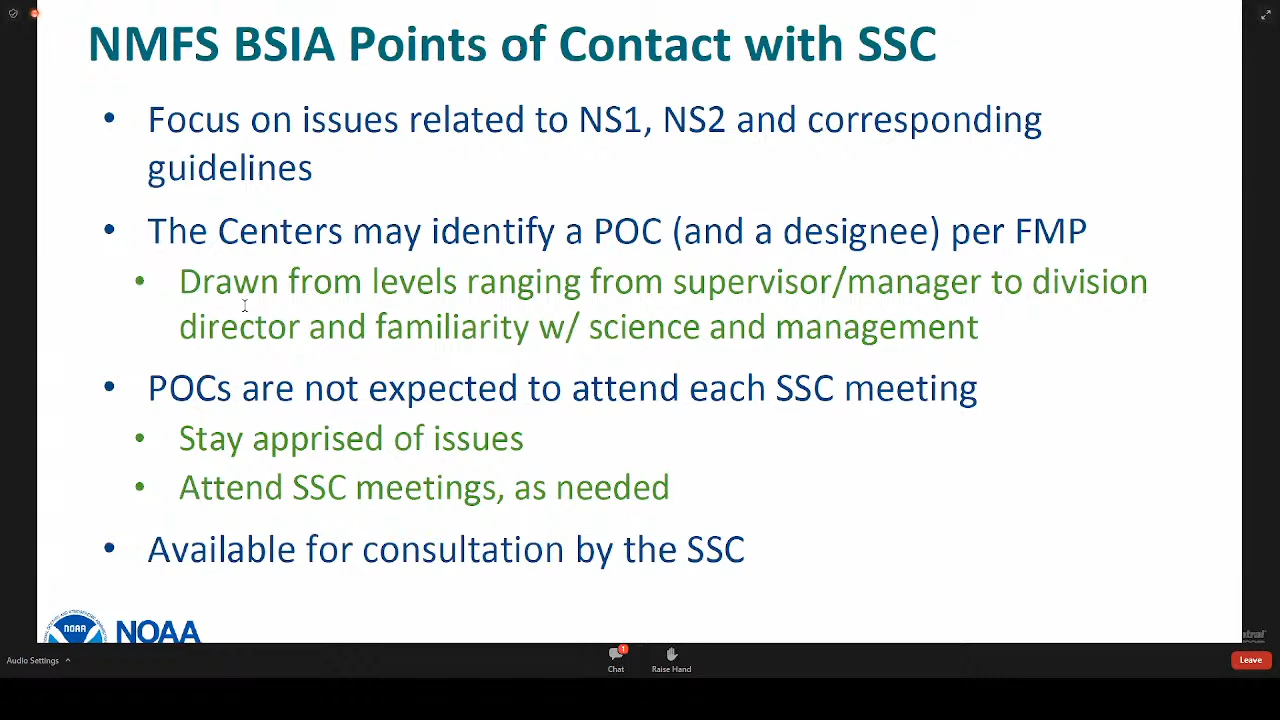 NMFS BSIA Points of Contact with SSC
• Focus on issues related to NS1, NS2 and corresponding
guidelines
• The Centers may identify a POC (and a designee) per FMP
• Drawn from levels ranging from supervisor/manager to division
director and familiarity w/ science and management
• POCs are not expected to attend each SSC meeting
• Stay apprised of issues
• Attend SSC meetings, as needed
• Available for consultation by the SSC
NOAA
NOAA
Audio Settings
1
Chat
Raise Hand
Leave